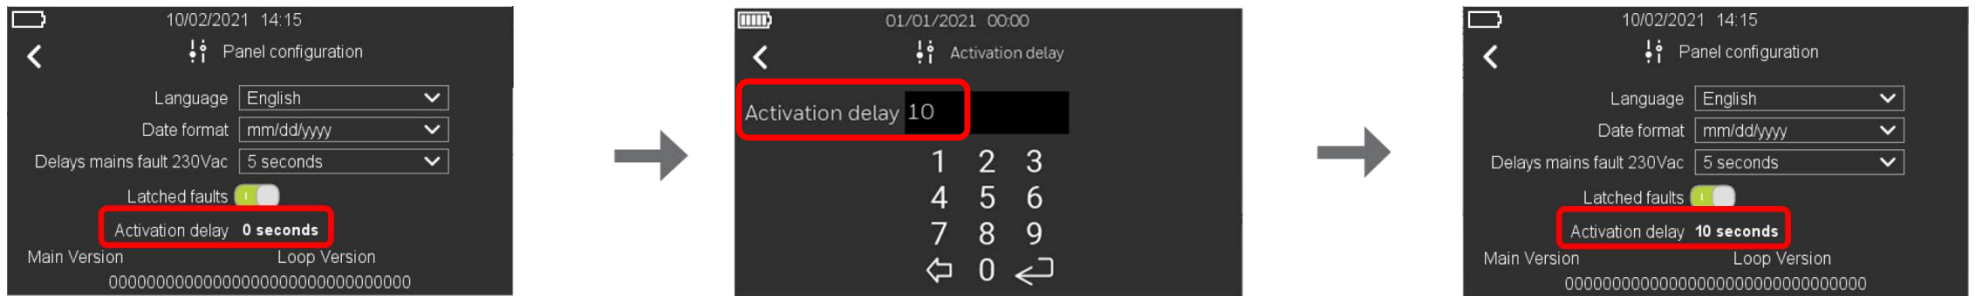 10/02/2021 14:15
Panel configuration
Language English
Date format mm/dd/yyyy
Delays mains fault 230Vac 5 seconds
Latched faults
Activation delay 0 seconds
Main Version Loop Version
00000000000000000000000000000000
01/01/2021 00:00
Activation delay
Activation delay 10
1 2 3
4 5 6
7 8 9
0
10/02/2021 14:15
Panel configuration
Language English
Date format mm/dd/yyyy
Delays mains fault 230Vac 5 seconds
Latched faults
Activation delay 10 seconds
Main Version Loop Version
00000000000000000000000000000000